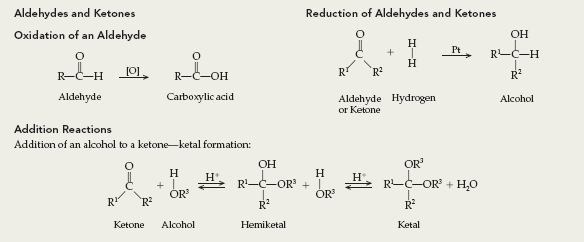 Aldehydes and Ketones
Oxidation of an Aldehyde
O
R—C—H
[O]
O
R—C—OH
Aldehyde
Carboxylic acid
Reduction of Aldehydes and Ketones
O
C
R¹ R²
+
H
H
Pt
OH
R¹—C—H
R²
Aldehyde Hydrogen
or Ketone
Alcohol
Addition Reactions
Addition of an alcohol to a ketone—ketal formation:
O
C
R¹ R²
+
H
OR³
H⁺
OH
R¹—C—OR³
R²
+
H
OR³
H⁺
OR³
R¹—C—OR³ + H₂O
R²
Ketone Alcohol Hemiketal Ketal